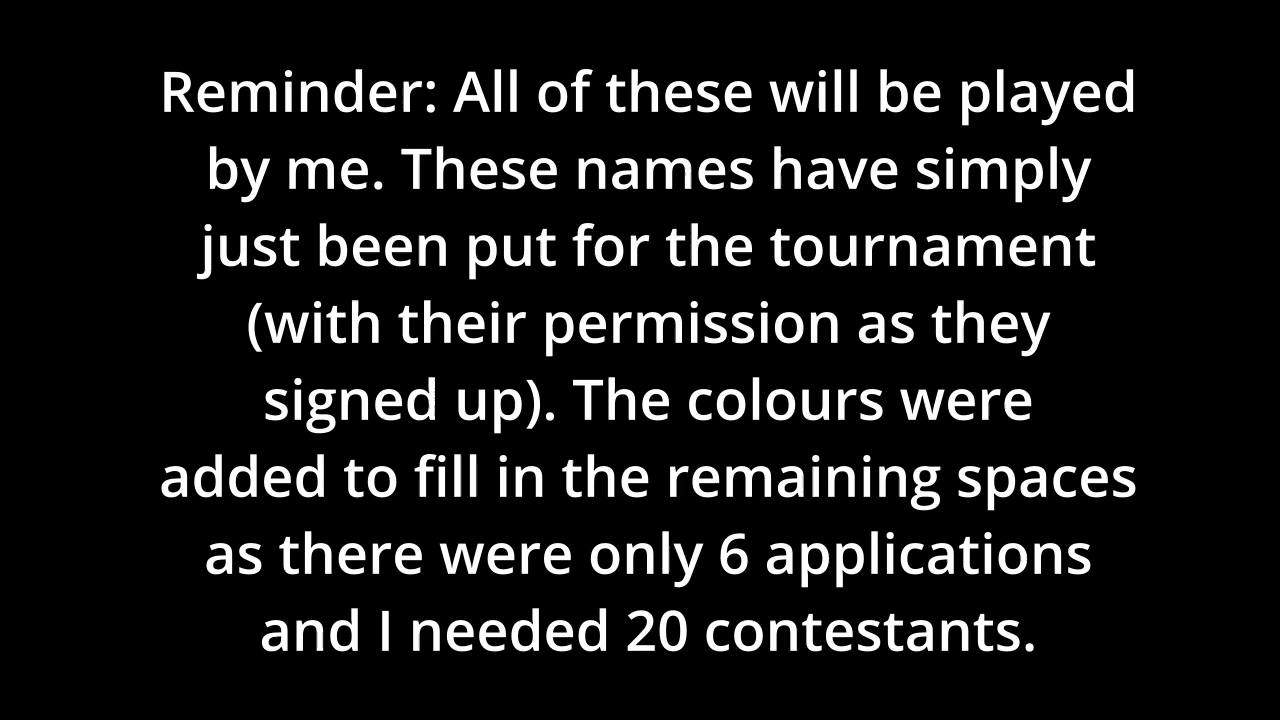 Reminder: All of these will be played
by me. These names have simply
just been put for the tournament
(with their permission as they
signed up). The colours were
added to fill in the remaining spaces
as there were only 6 applications
and I needed 20 contestants.